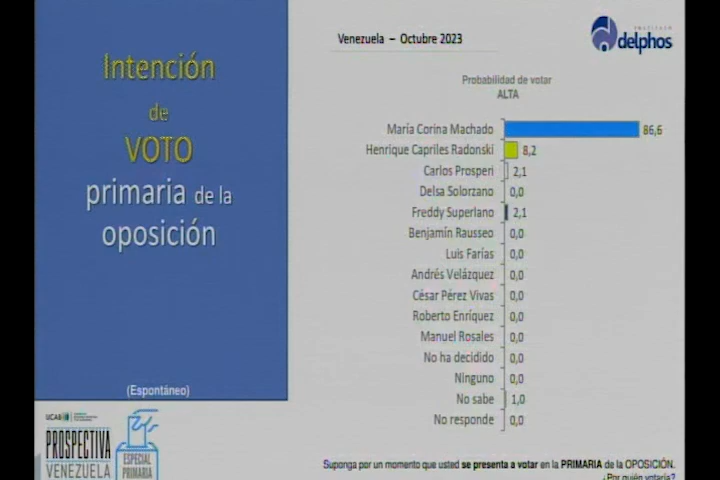 Intención
de
VOTO
primaria de la
oposición
(Espontáneo)
UCAB
PROSPECTIVA
VENEZUELA
ESPECIAL
PRIMARIA
Venezuela – Octubre 2023
INSTITUTO
delphos
Probabilidad de votar
ALTA
María Corina Machado 86,6
Henrique Capriles Radonski 8,2
Carlos Prosperi 2,1
Delsa Solorzano 0,0
Freddy Superlano 2,1
Benjamín Rausseo 0,0
Luis Farías 0,0
Andrés Velázquez 0,0
César Pérez Vivas 0,0
Roberto Enríquez 0,0
Manuel Rosales 0,0
No ha decidido 0,0
Ninguno 0,0
No sabe 1,0
No responde 0,0
Suponga por un momento que usted se presenta a votar en la PRIMARIA de la OPOSICIÓN.
¿Por quién votaría?